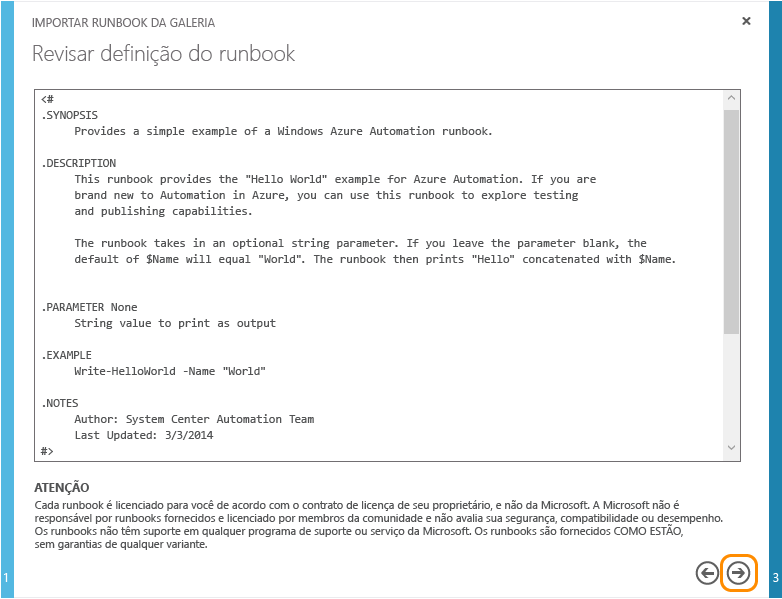 IMPORTAR RUNBOOK DA GALERIA
Revisar definição do runbook
<#
.SYNOPSIS
Provides a simple example of a Windows Azure Automation runbook.
.DESCRIPTION
This runbook provides the "Hello World" example for Azure Automation. If you are
brand new to Automation in Azure, you can use this runbook to explore testing
and publishing capabilities.
The runbook takes in an optional string parameter. If you leave the parameter blank, the
default of $Name will equal "World". The runbook then prints "Hello" concatenated with $Name.
.PARAMETER None
String value to print as output
.EXAMPLE
Write-HelloWorld -Name "World"
.NOTES
Author: System Center Automation Team
Last Updated: 3/3/2014
#>
ATENÇÃO
Cada runbook é licenciado para você de acordo com o contrato de licença de seu proprietário, e não da Microsoft. A Microsoft não é
responsável por runbooks fornecidos e licenciado por membros da comunidade e não avalia sua segurança, compatibilidade ou desempenho.
Os runbooks não têm suporte em qualquer programa de suporte ou serviço da Microsoft. Os runbooks são fornecidos COMO ESTÃO,
sem garantias de qualquer variante.
1
3